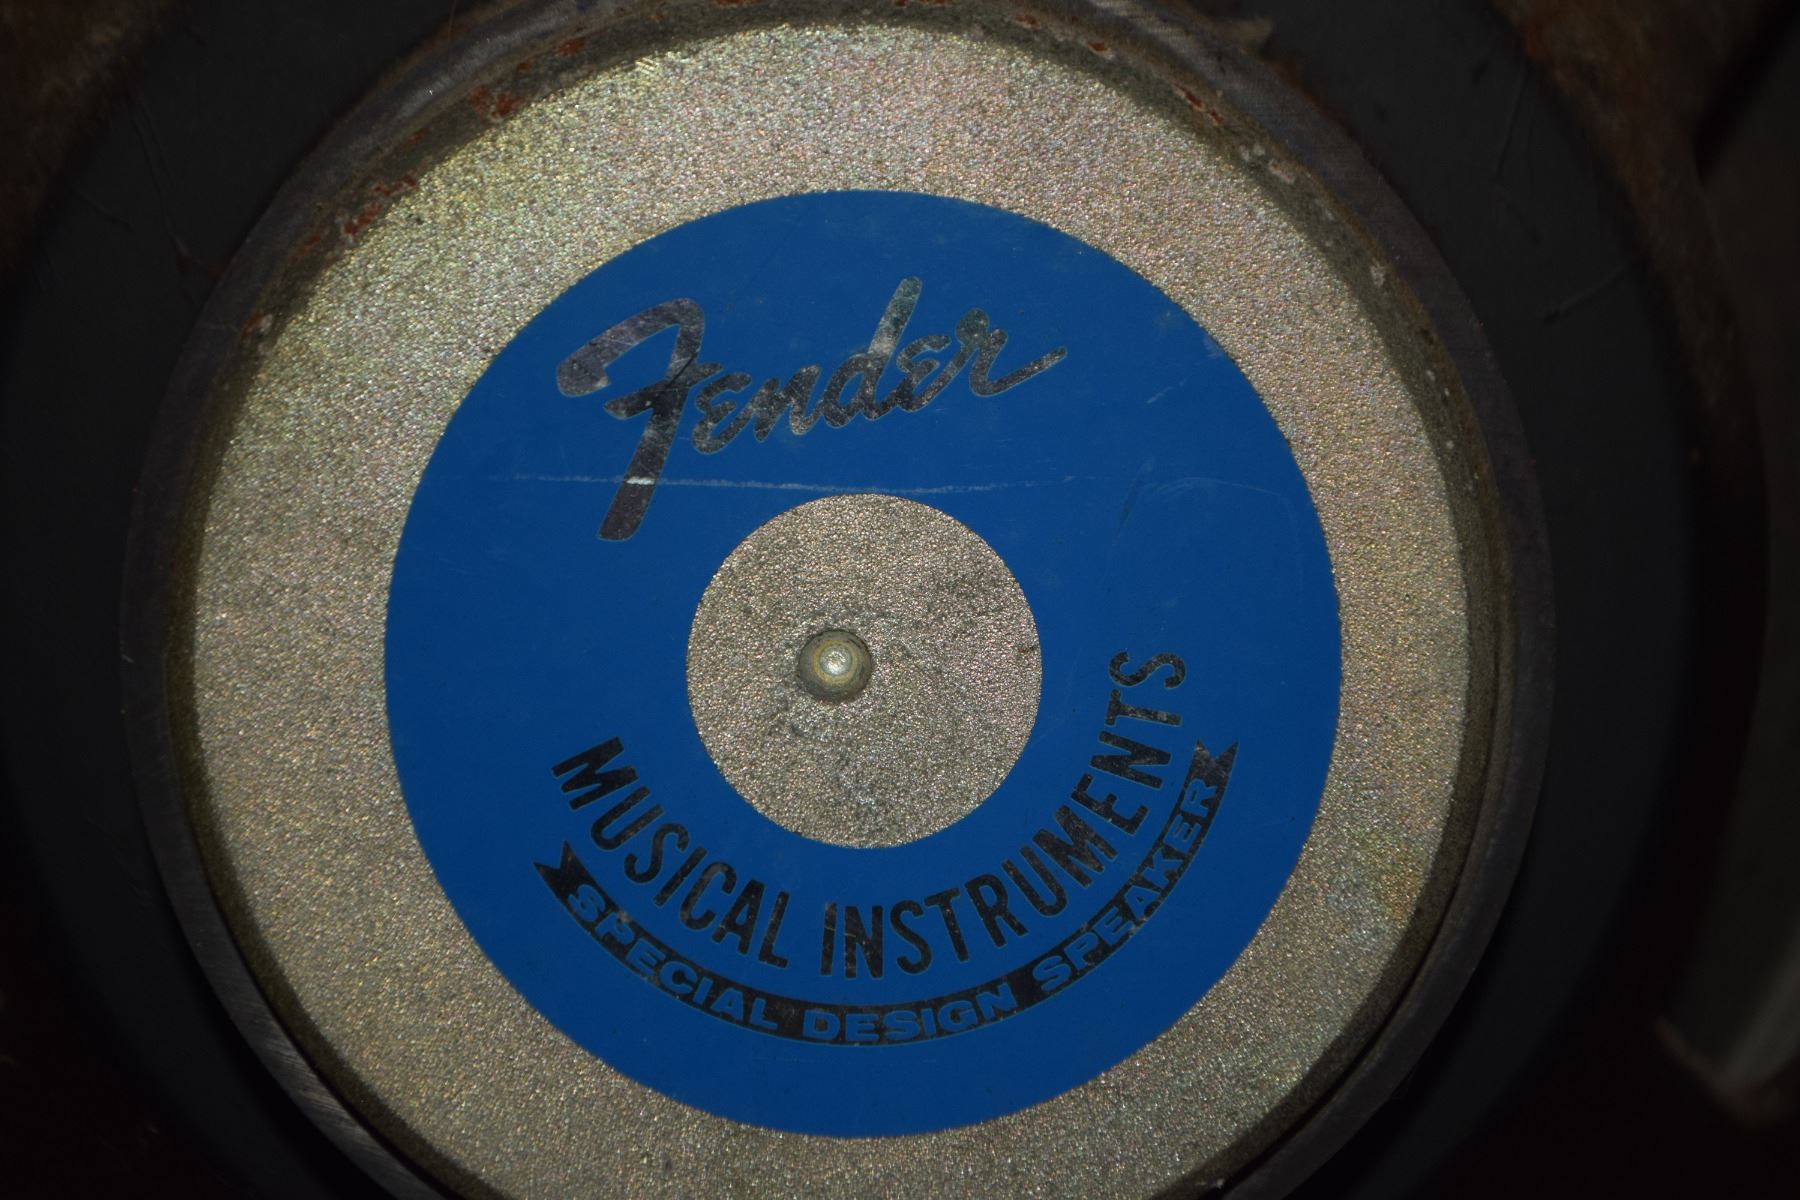 Fender
MUSICAL INSTRUMENTS
SPECIAL DESIGN SPEAKER